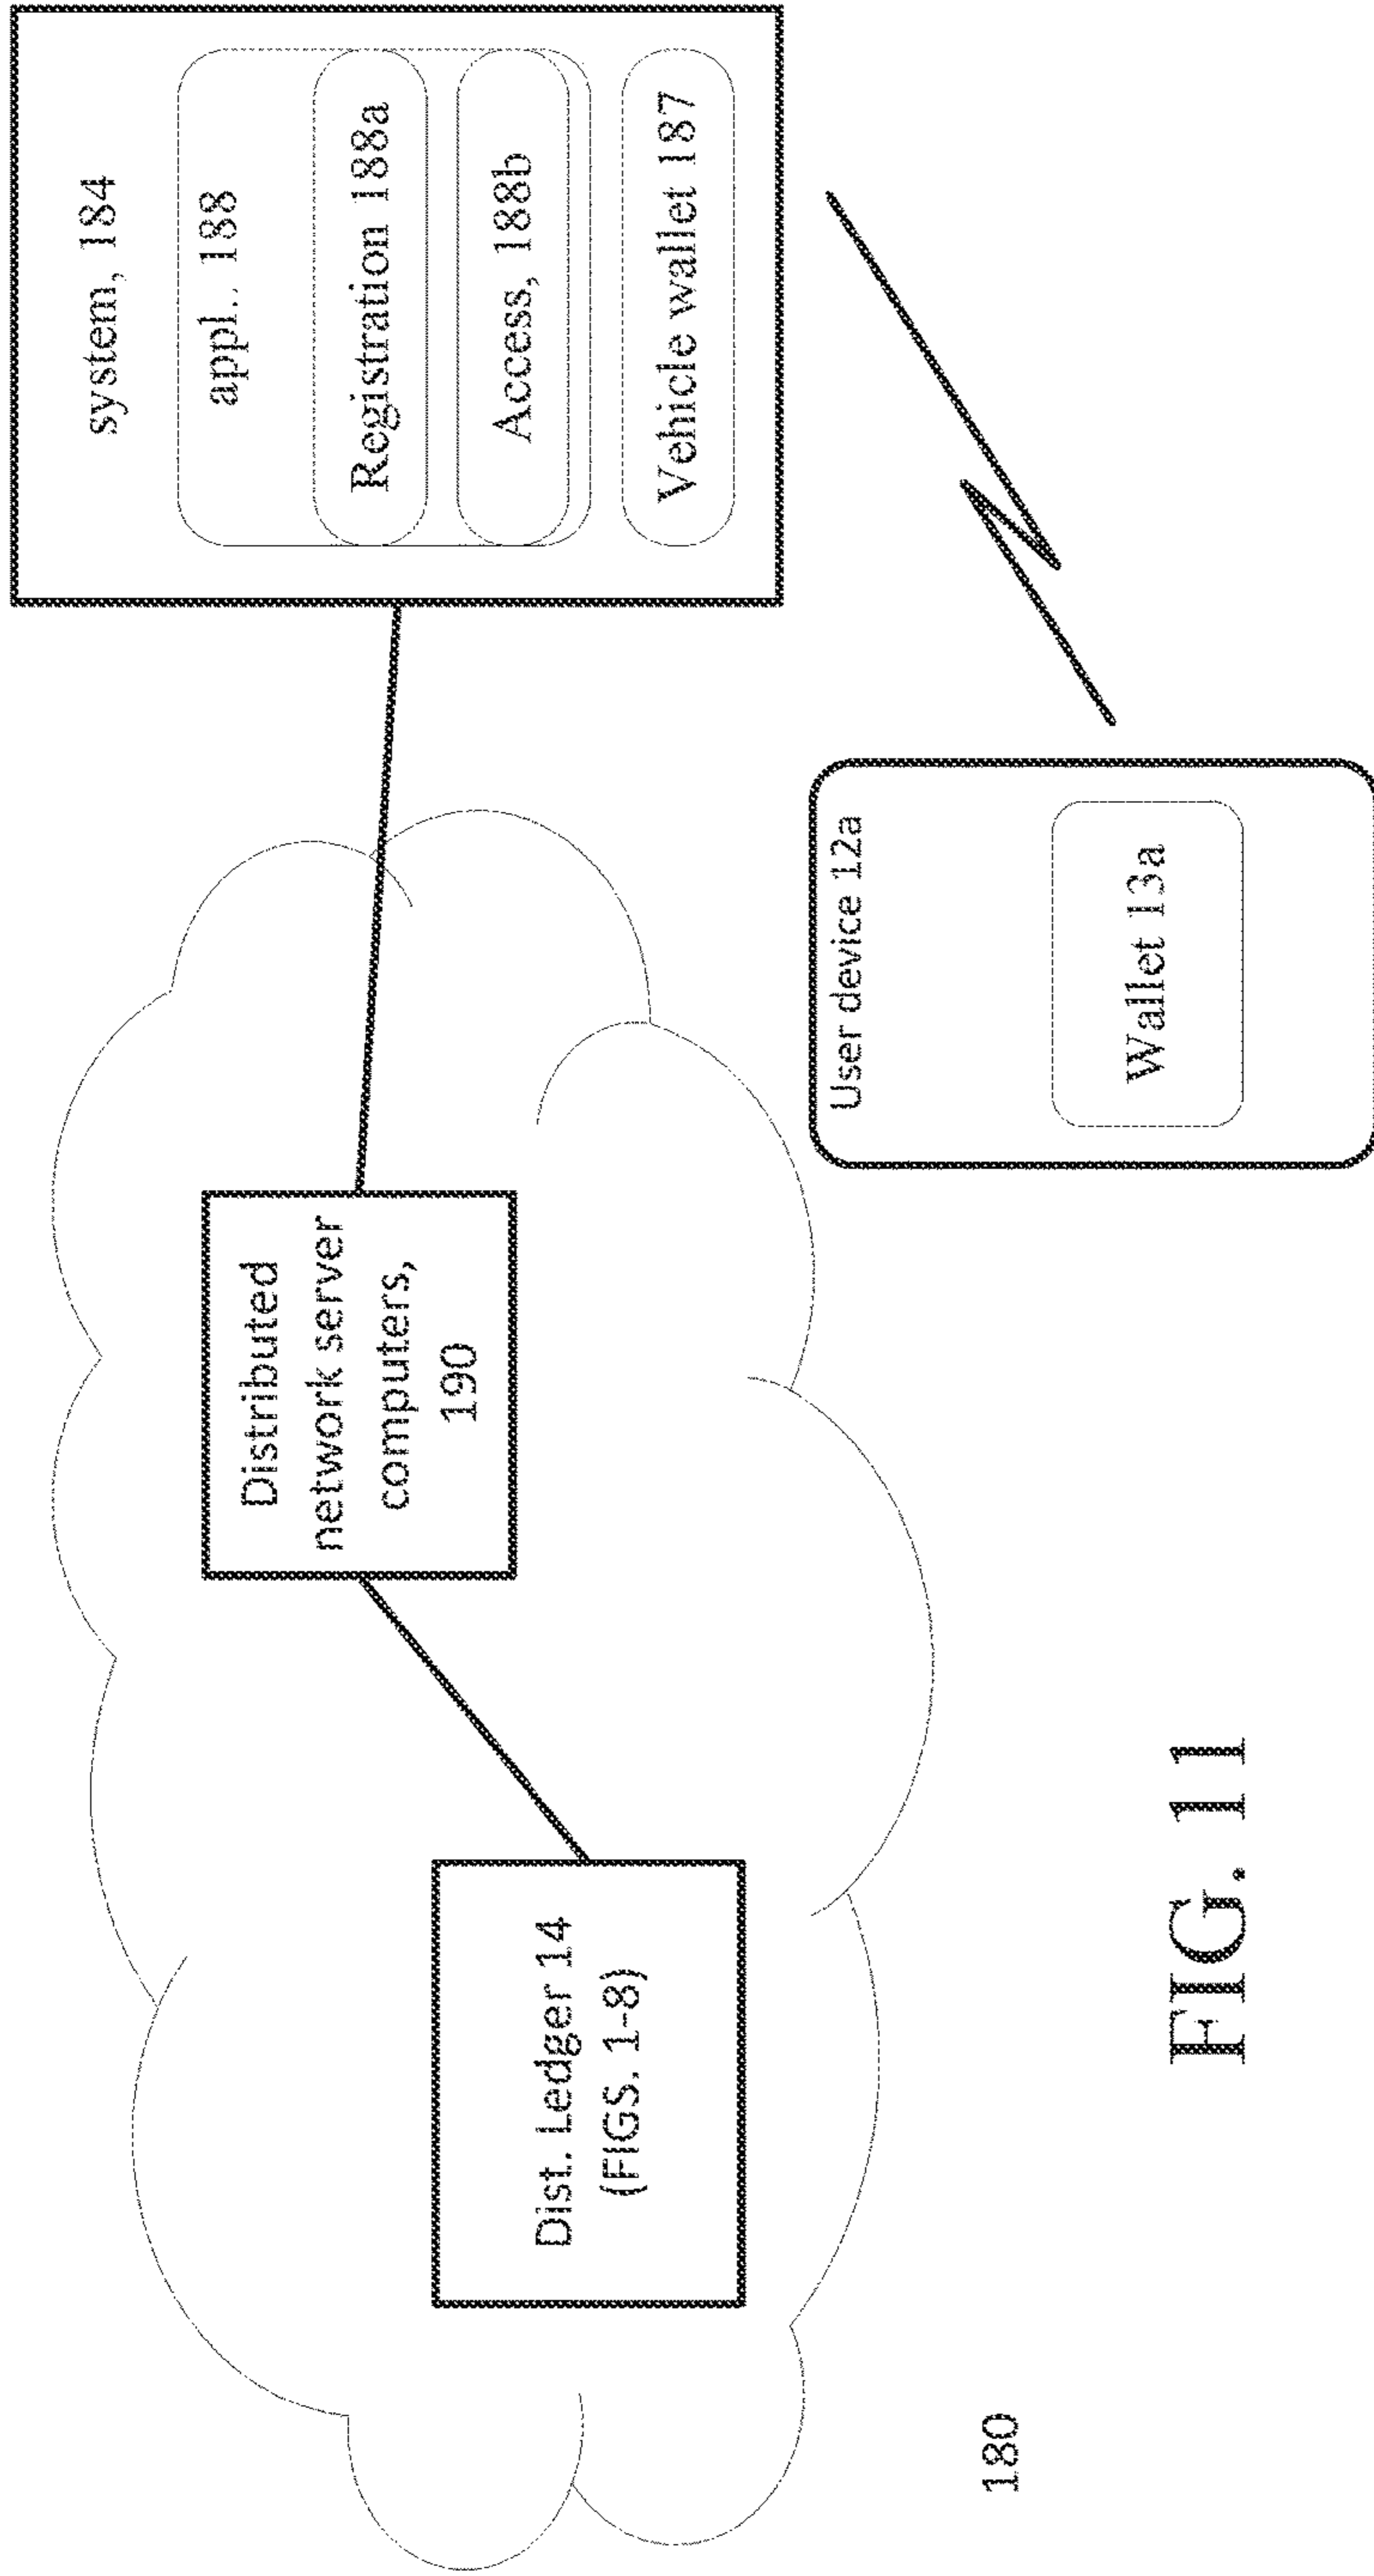 system, 184
appl.. 188
Registration 188a
Access, 188b
Vehicle wallet 187
Distributed
network server
computers,
190
Dist. Ledger 14
(FIGS. 1-8)
User device 12a
Wallet 13a
180
FIG. 11